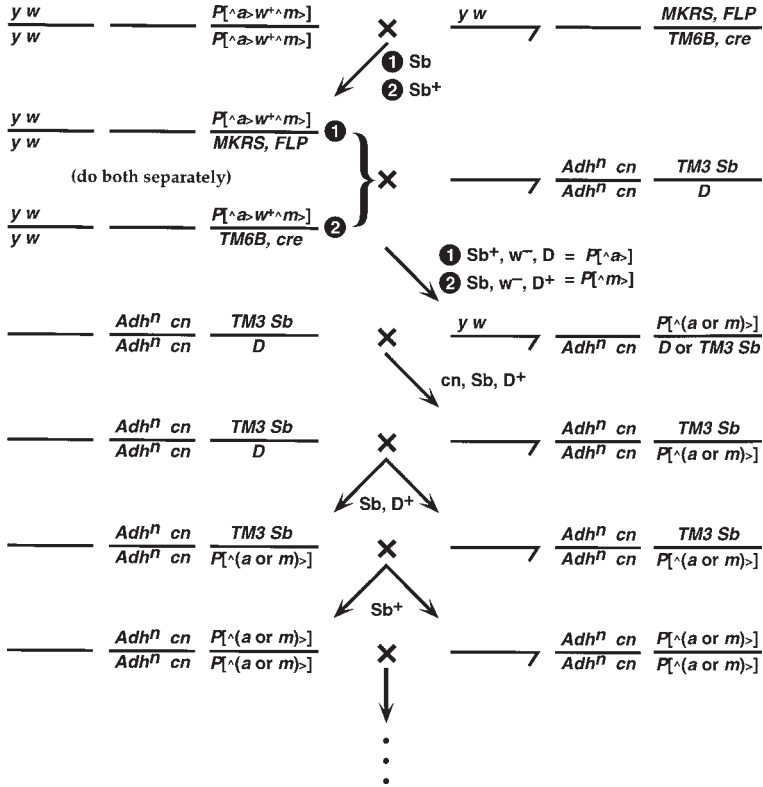 y w P[^a>w+^m>] × y w MKRS, FLP
y w P[^a>w+^m>] TM6B, cre
1 Sb
2 Sb+
y w P[^a>w+^m>] 1
y w MKRS, FLP
(do both separately) × Adhn cn TM3 Sb
Adhn cn D
y w P[^a>w+^m>] 2
y w TM6B, cre
1 Sb+, w–, D = P[^a>]
2 Sb, w–, D+ = P[^m>]
Adhn cn TM3 Sb × y w P[^(a or m)>]
Adhn cn D Adhn cn D or TM3 Sb
cn, Sb, D+
Adhn cn TM3 Sb × Adhn cn TM3 Sb
Adhn cn D Adhn cn P[^(a or m)>]
Sb, D+
Adhn cn TM3 Sb × Adhn cn TM3 Sb
Adhn cn P[^(a or m)>] Adhn cn P[^(a or m)>]
Sb+
Adhn cn P[^(a or m)>] × Adhn cn P[^(a or m)>]
Adhn cn P[^(a or m)>] Adhn cn P[^(a or m)>]